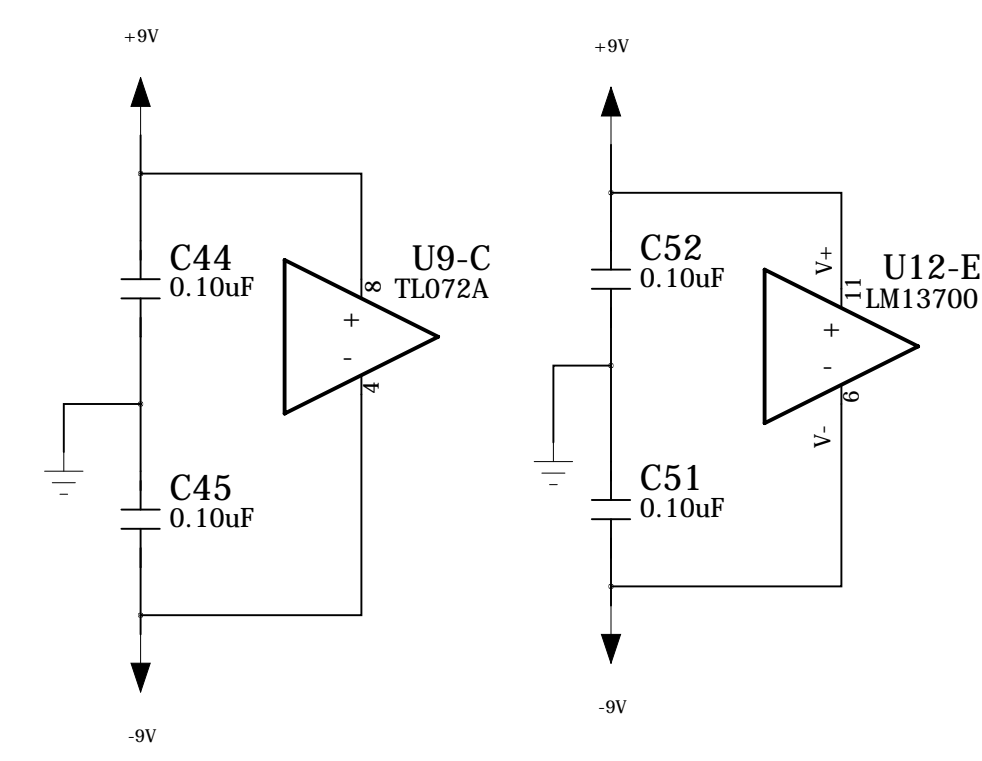 +9V
C44
0.10uF
U9-C
TL072A
8
+
-
4
C45
0.10uF
-9V
+9V
C52
0.10uF
V+
11
U12-E
LM13700
+
-
6
V-
C51
0.10uF
-9V